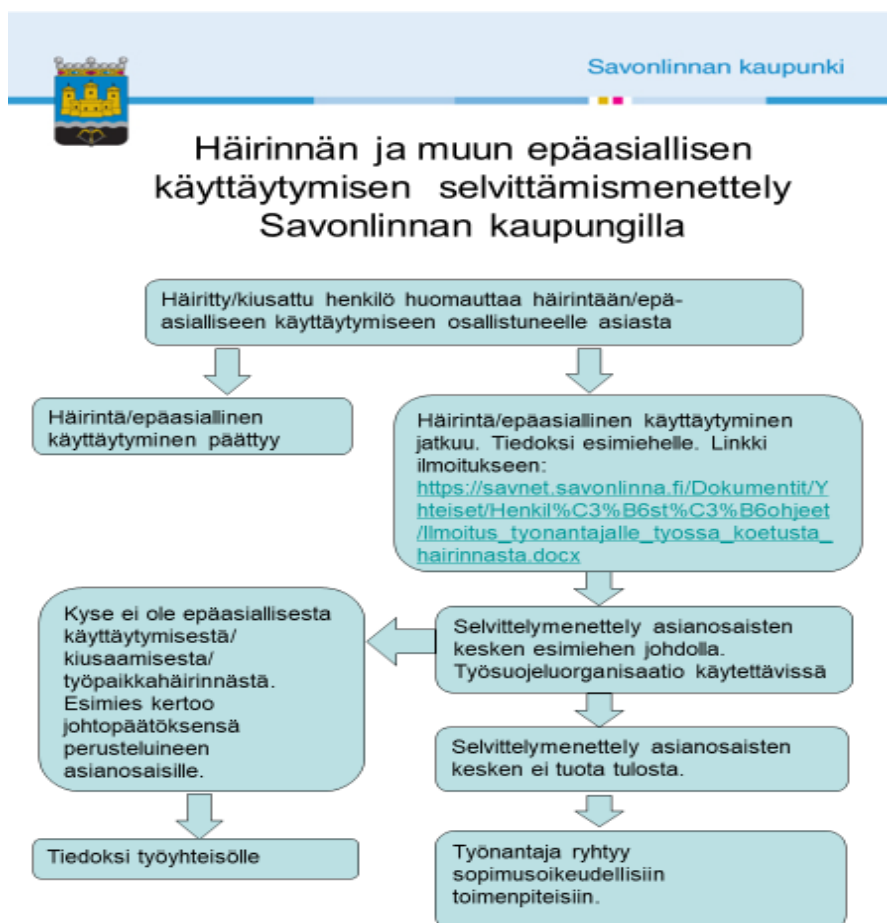 Savonlinnan kaupunki
Häirinnän ja muun epäasiallisen
käyttäytymisen selvittämismenettely
Savonlinnan kaupungilla
Häiritty/kiusattu henkilö huomauttaa häirintään/epä-
asialliseen käyttäytymiseen osallistuneelle asiasta
Häirintä/epäasiallinen
käyttäytyminen päättyy
Häirintä/epäasiallinen käyttäytyminen
jatkuu. Tiedoksi esimiehelle. Linkki
ilmoitukseen:
https://savnet.savonlinna.fi/Dokumentit/Y
hteiset/Henkil%C3%B6st%C3%B6ohjeet
/Ilmoitus_tyonantajalle_tyossa_koetusta_
hairinnasta.docx
Kyse ei ole epäasiallisesta
käyttäytymisestä/
kiusaamisesta/
työpaikkahäirinnästä.
Esimies kertoo
johtopäätöksensä
perusteluineen
asianosaisille.
Selvittelymenettely asianosaisten
kesken esimiehen johdolla.
Työsuojeluorganisaatio käytettävissä
Selvittelymenettely asianosaisten
kesken ei tuota tulosta.
Tiedoksi työyhteisölle
Työnantaja ryhtyy
sopimusoikeudellisiin
toimenpiteisiin.